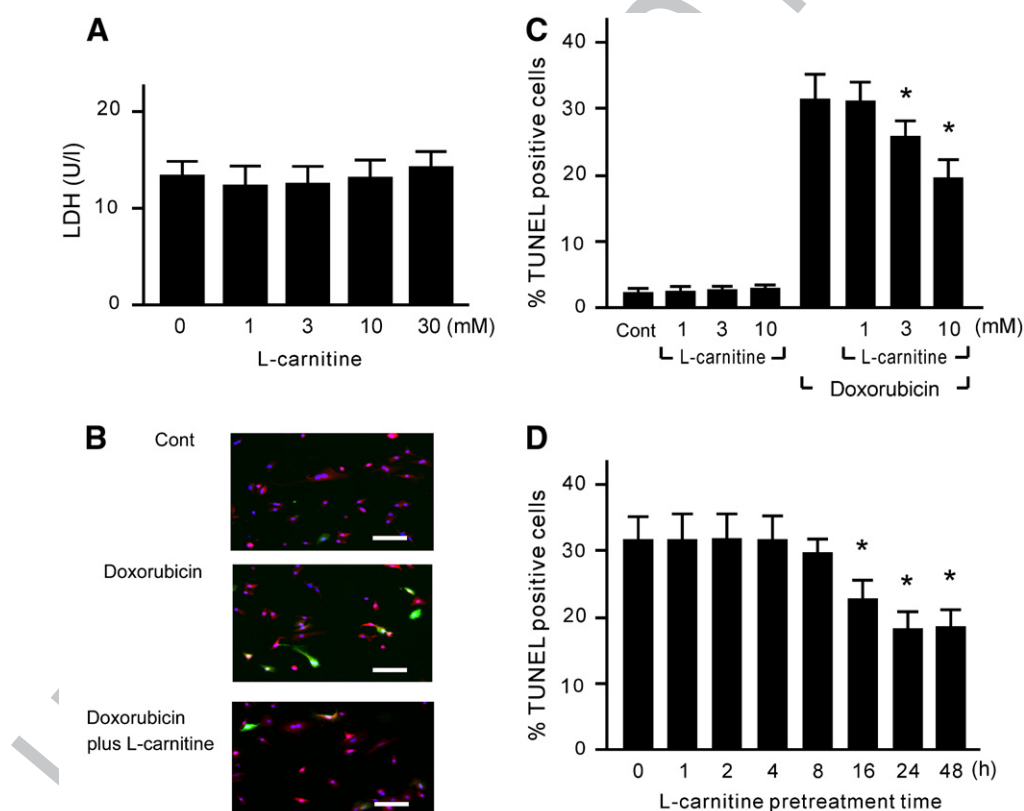 A
LDH (U/l)
20
10
0
0 1 3 10 30 (mM)
L-carnitine
B
Cont
Doxorubicin
Doxorubicin
plus L-carnitine
C
% TUNEL positive cells
40
30
20
10
0
* *
Cont 1 3 10 1 3 10 (mM)
L-carnitine L-carnitine
Doxorubicin
D
% TUNEL positive cells
40
30
20
10
0
* * *
0 1 2 4 8 16 24 48 (h)
L-carnitine pretreatment time